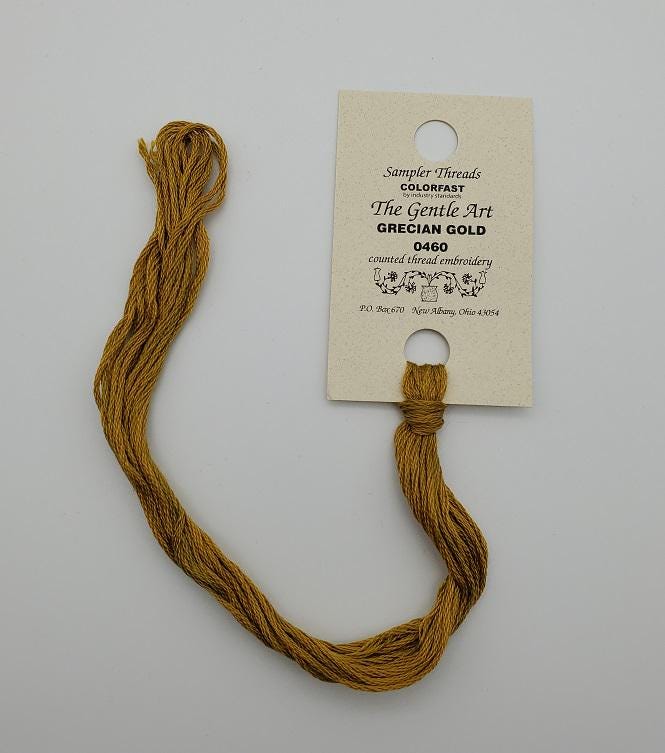 Sampler Threads
COLORFAST
by industry standards
The Gentle Art
GRECIAN GOLD
0460
counted thread embroidery
P.O. Box 670 New Albany, Ohio 43054